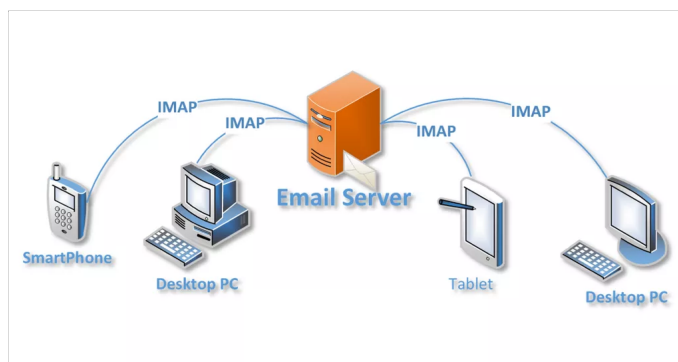 IMAP
IMAP
IMAP
IMAP
Email Server
SmartPhone
Desktop PC
Tablet
Desktop PC